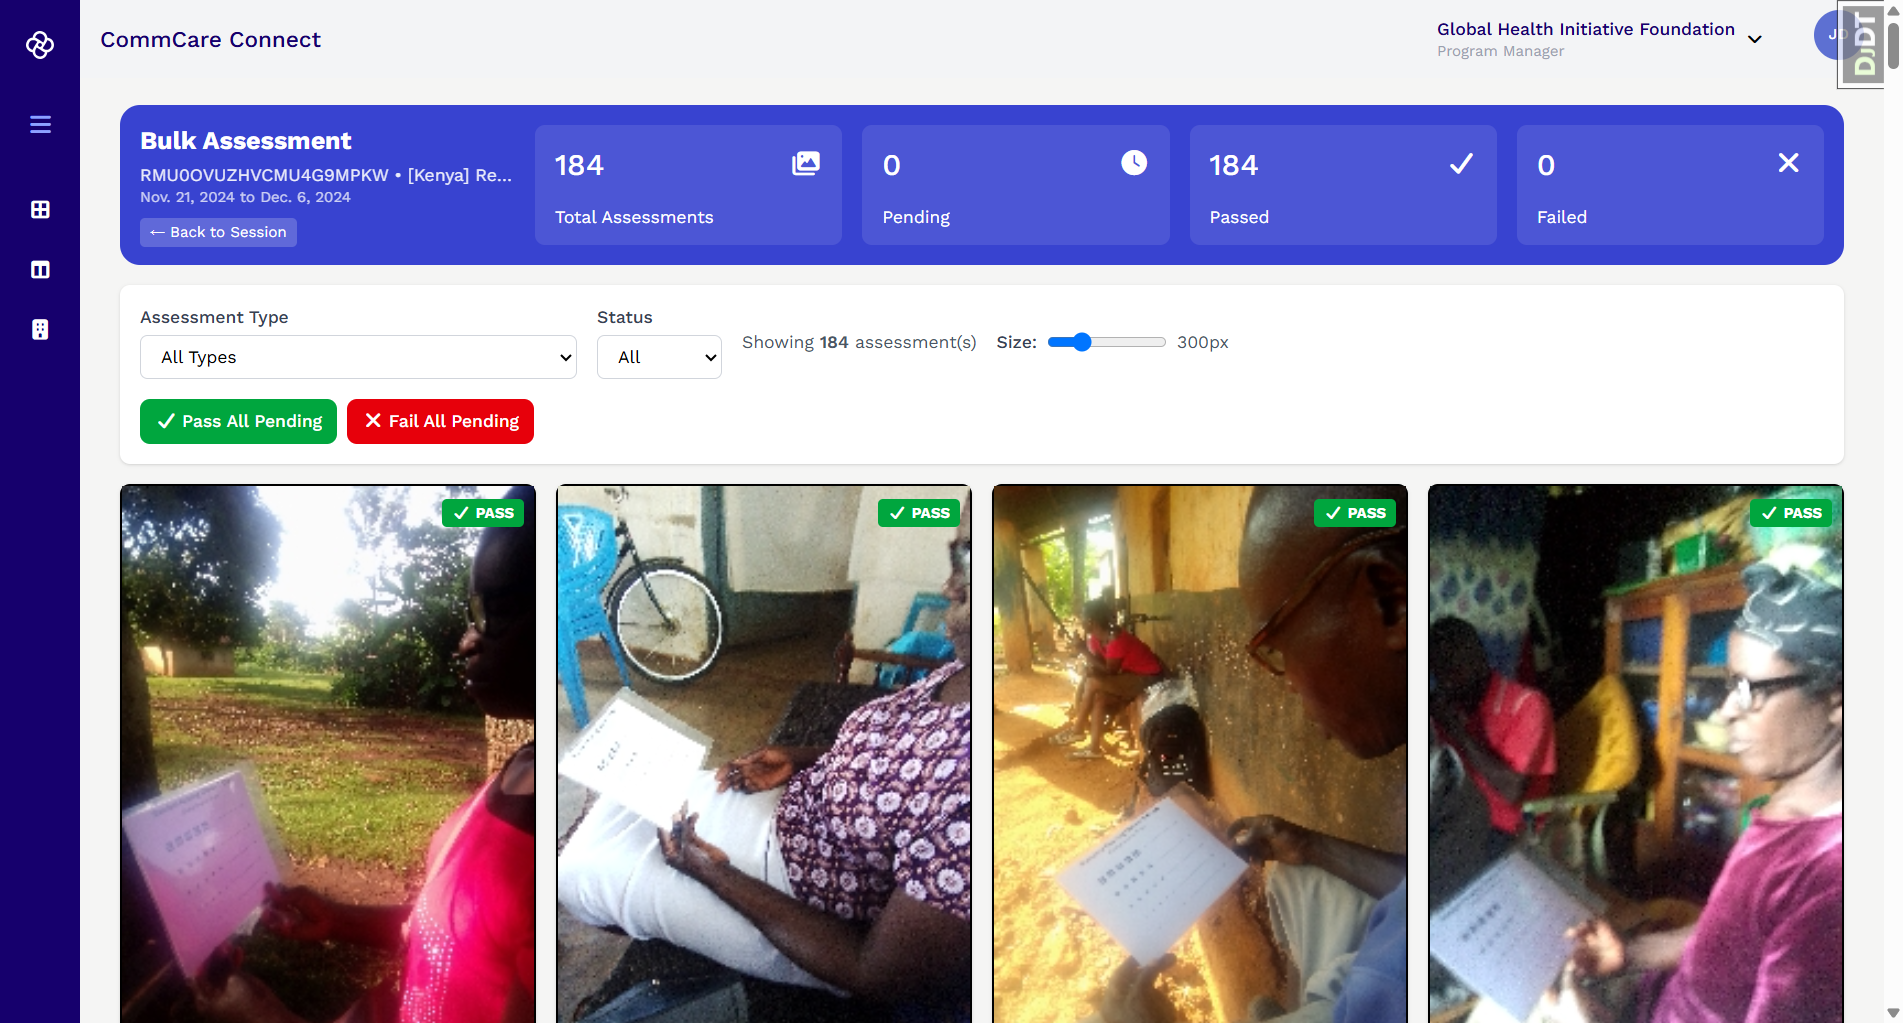 CommCare Connect
Global Health Initiative Foundation
Program Manager
JD
DJDT
Bulk Assessment
RMU0OVUZHVCMU4G9MPKW • [Kenya] Re...
Nov. 21, 2024 to Dec. 6, 2024
← Back to Session
184
Total Assessments
0
Pending
184
Passed
0
Failed
Assessment Type
All Types
Status
All
Showing 184 assessment(s)
Size:
300px
Pass All Pending
Fail All Pending
PASS
PASS
PASS
PASS